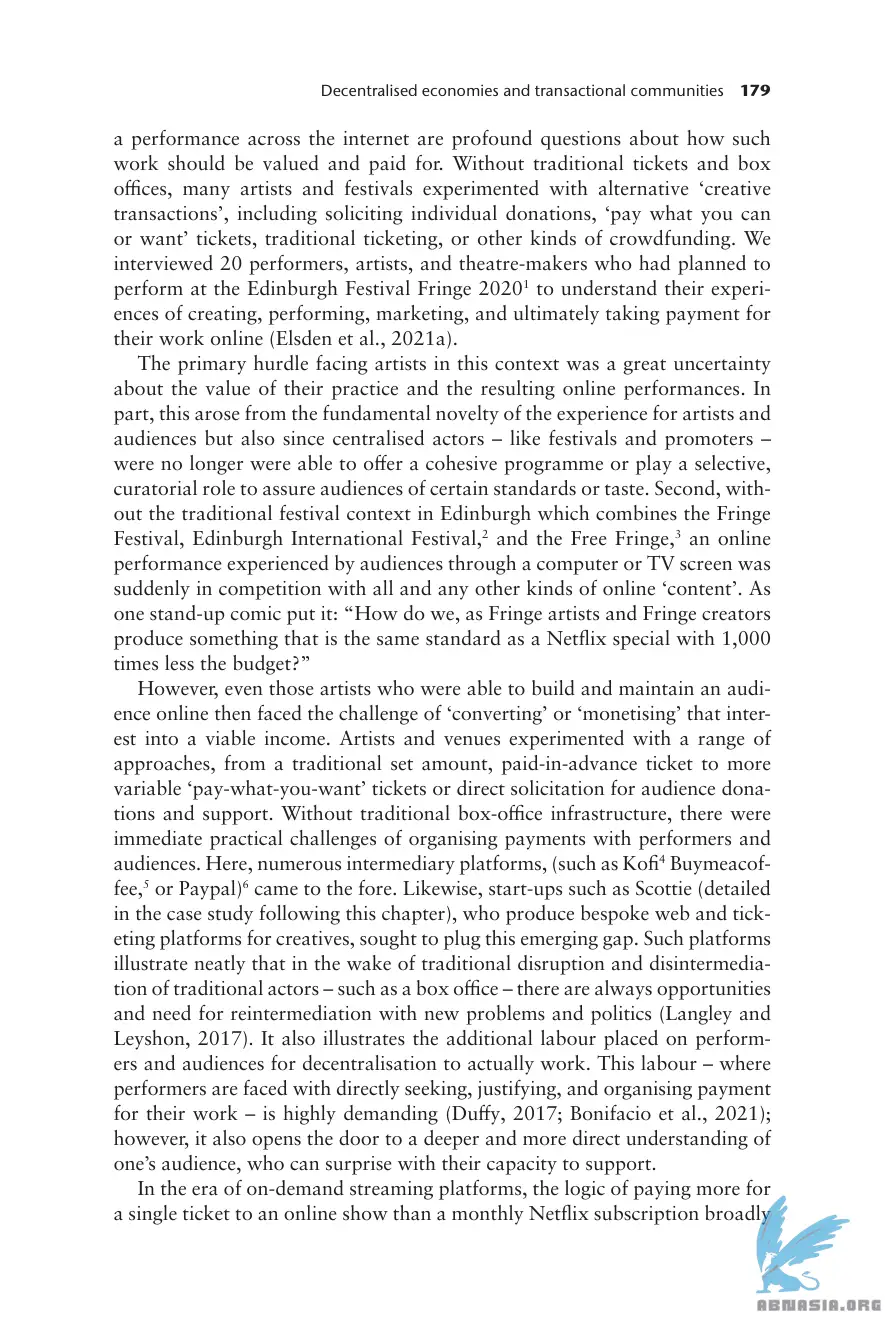 Decentralised economies and transactional communities 179
a performance across the internet are profound questions about how such
work should be valued and paid for. Without traditional tickets and box
offices, many artists and festivals experimented with alternative ‘creative
transactions’, including soliciting individual donations, ‘pay what you can
or want’ tickets, traditional ticketing, or other kinds of crowdfunding. We
interviewed 20 performers, artists, and theatre-makers who had planned to
perform at the Edinburgh Festival Fringe 2020¹ to understand their experi-
ences of creating, performing, marketing, and ultimately taking payment for
their work online (Elsden et al., 2021a).
The primary hurdle facing artists in this context was a great uncertainty
about the value of their practice and the resulting online performances. In
part, this arose from the fundamental novelty of the experience for artists and
audiences but also since centralised actors – like festivals and promoters –
were no longer were able to offer a cohesive programme or play a selective,
curatorial role to assure audiences of certain standards or taste. Second, with-
out the traditional festival context in Edinburgh which combines the Fringe
Festival, Edinburgh International Festival,² and the Free Fringe,³ an online
performance experienced by audiences through a computer or TV screen was
suddenly in competition with all and any other kinds of online ‘content’. As
one stand-up comic put it: “How do we, as Fringe artists and Fringe creators
produce something that is the same standard as a Netflix special with 1,000
times less the budget?”
However, even those artists who were able to build and maintain an audi-
ence online then faced the challenge of ‘converting’ or ‘monetising’ that inter-
est into a viable income. Artists and venues experimented with a range of
approaches, from a traditional set amount, paid-in-advance ticket to more
variable ‘pay-what-you-want’ tickets or direct solicitation for audience dona-
tions and support. Without traditional box-office infrastructure, there were
immediate practical challenges of organising payments with performers and
audiences. Here, numerous intermediary platforms, (such as Kofi⁴ Buymeacof-
fee,⁵ or Paypal)⁶ came to the fore. Likewise, start-ups such as Scottie (detailed
in the case study following this chapter), who produce bespoke web and tick-
eting platforms for creatives, sought to plug this emerging gap. Such platforms
illustrate neatly that in the wake of traditional disruption and disintermedia-
tion of traditional actors – such as a box office – there are always opportunities
and need for reintermediation with new problems and politics (Langley and
Leyshon, 2017). It also illustrates the additional labour placed on perform-
ers and audiences for decentralisation to actually work. This labour – where
performers are faced with directly seeking, justifying, and organising payment
for their work – is highly demanding (Duffy, 2017; Bonifacio et al., 2021);
however, it also opens the door to a deeper and more direct understanding of
one’s audience, who can surprise with their capacity to support.
In the era of on-demand streaming platforms, the logic of paying more for
a single ticket to an online show than a monthly Netflix subscription broadly
ABNASIA.ORG